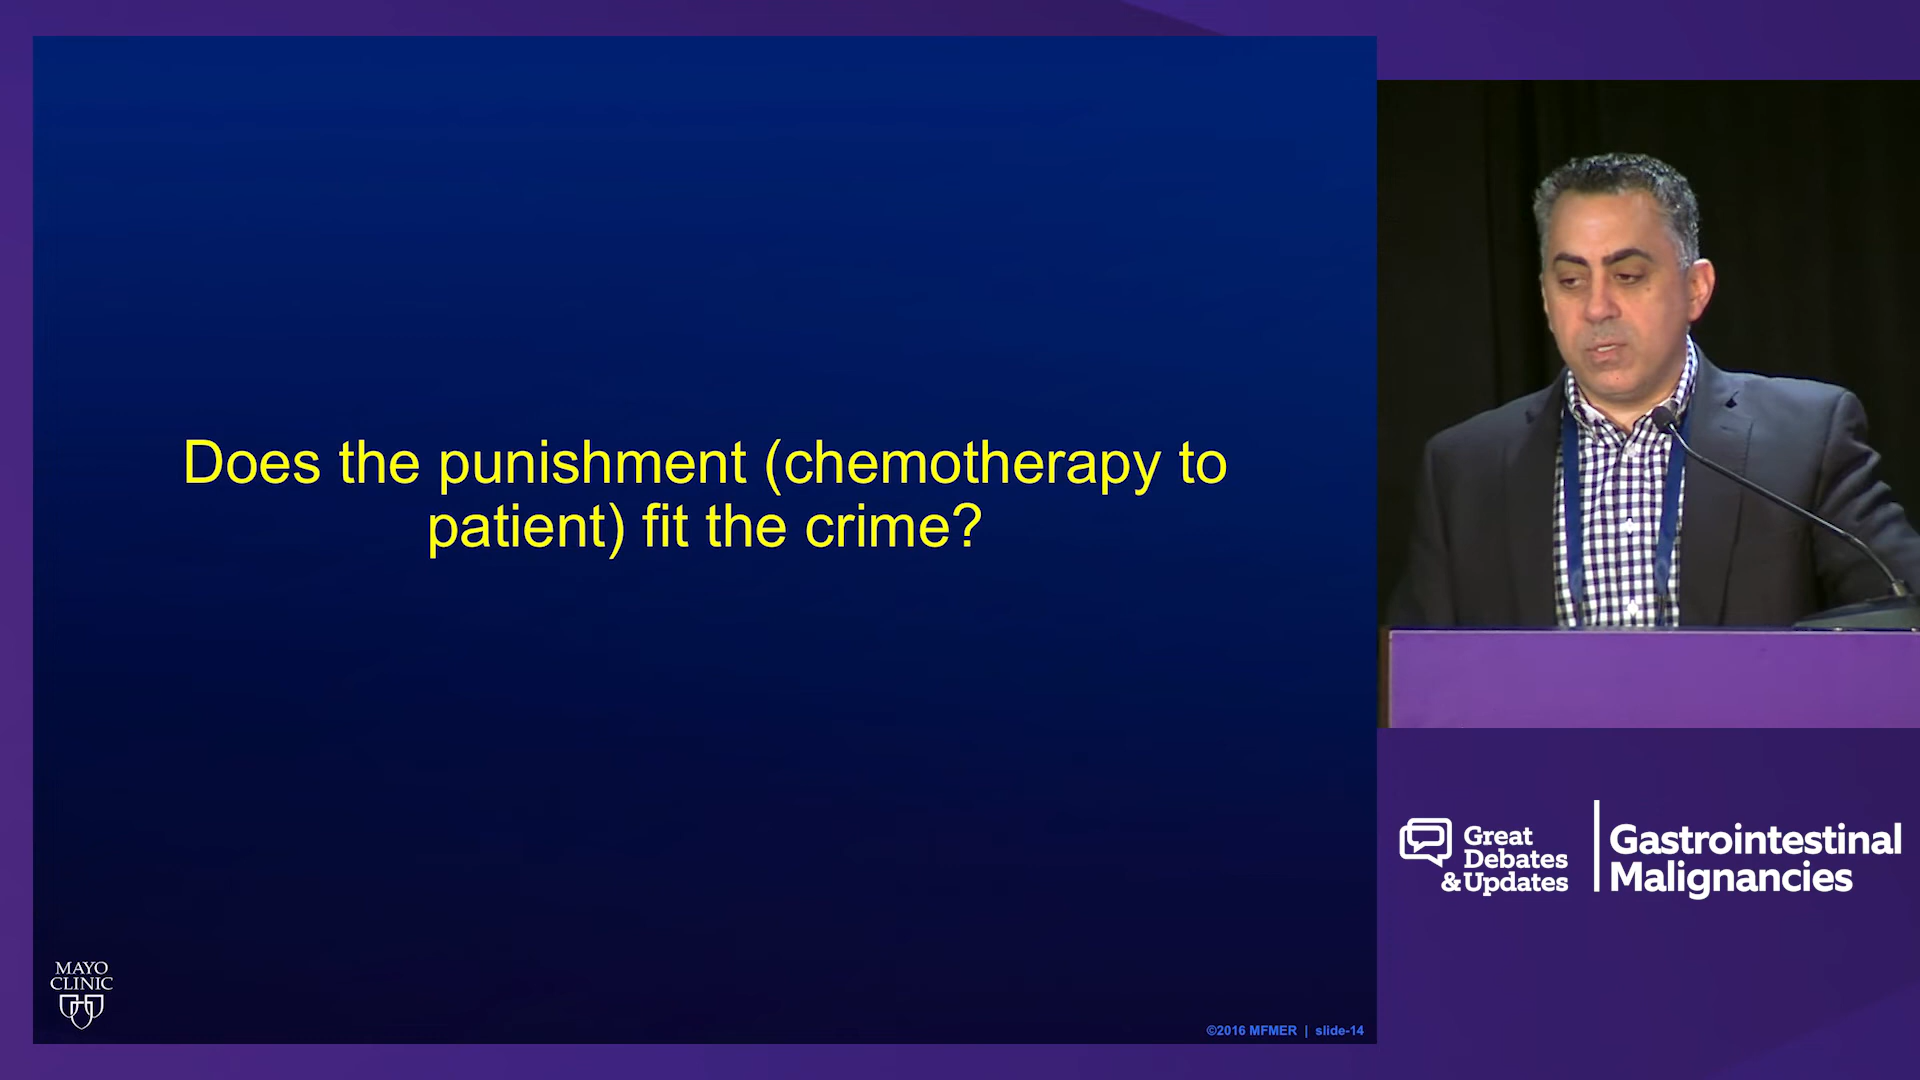 Does the punishment (chemotherapy to
patient) fit the crime?
MAYO
CLINIC
©2016 MFMER | slide-14
Great
Debates
& Updates
Gastrointestinal
Malignancies